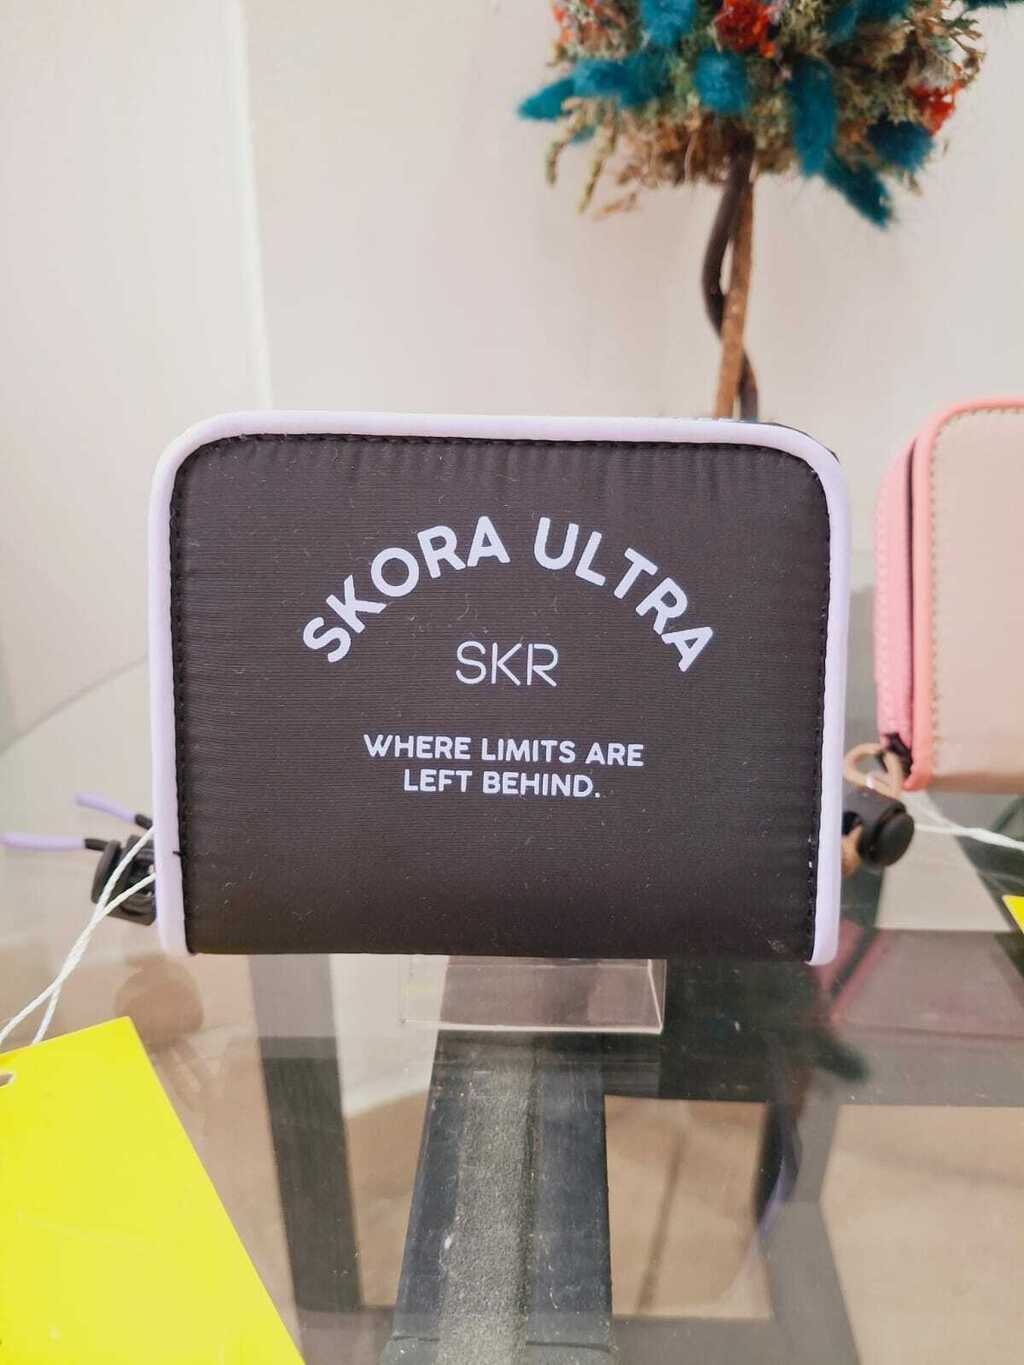 SKORA ULTRA
SKR
WHERE LIMITS ARE
LEFT BEHIND.